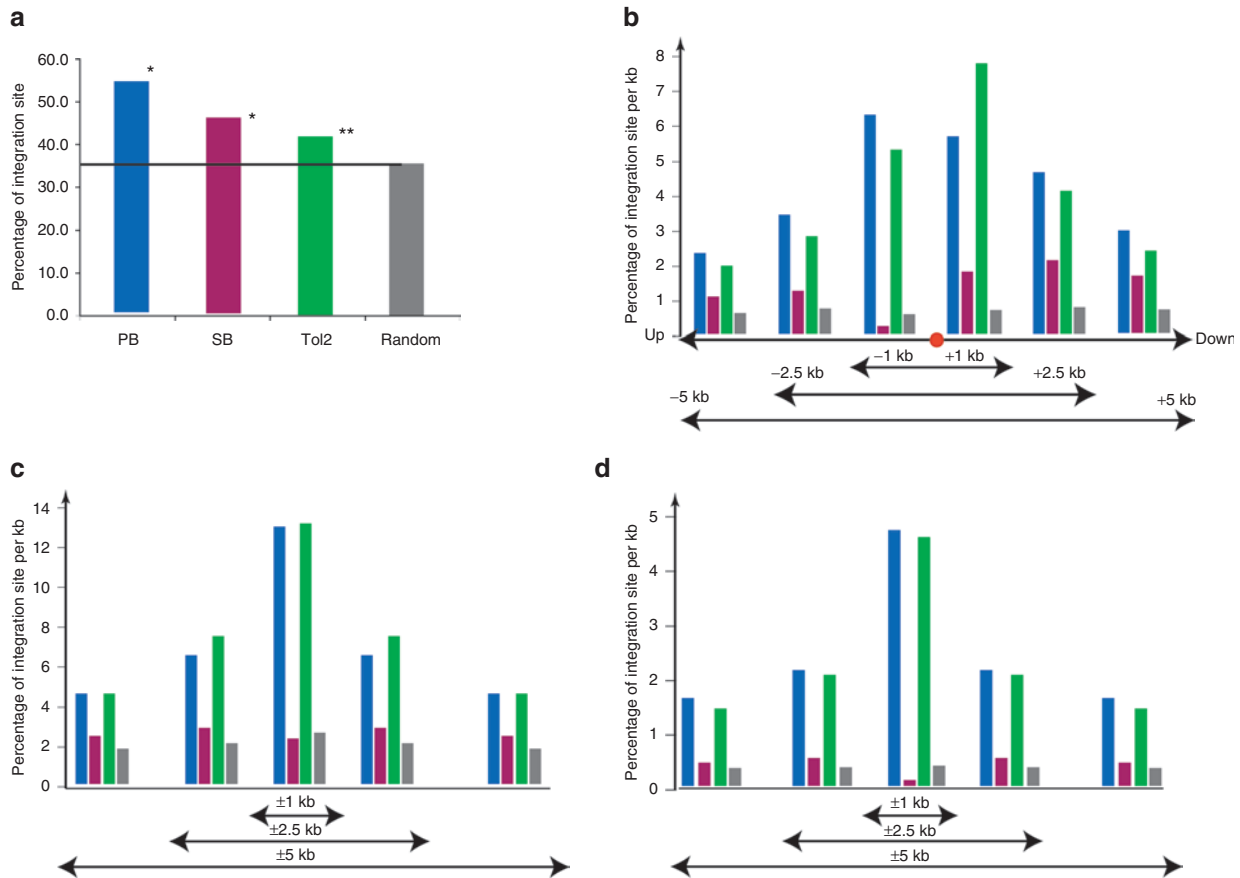 a
Percentage of integration site
60.0
50.0
40.0
30.0
20.0
10.0
0.0
*
*
**
PB
SB
Tol2
Random
b
Percentage of integration site per kb
8
7
6
5
4
3
2
1
Up
Down
−1 kb
+1 kb
−2.5 kb
+2.5 kb
−5 kb
+5 kb
c
Percentage of integration site per kb
14
12
10
8
6
4
2
0
±1 kb
±2.5 kb
±5 kb
d
Percentage of integration site per kb
5
4
3
2
1
0
±1 kb
±2.5 kb
±5 kb